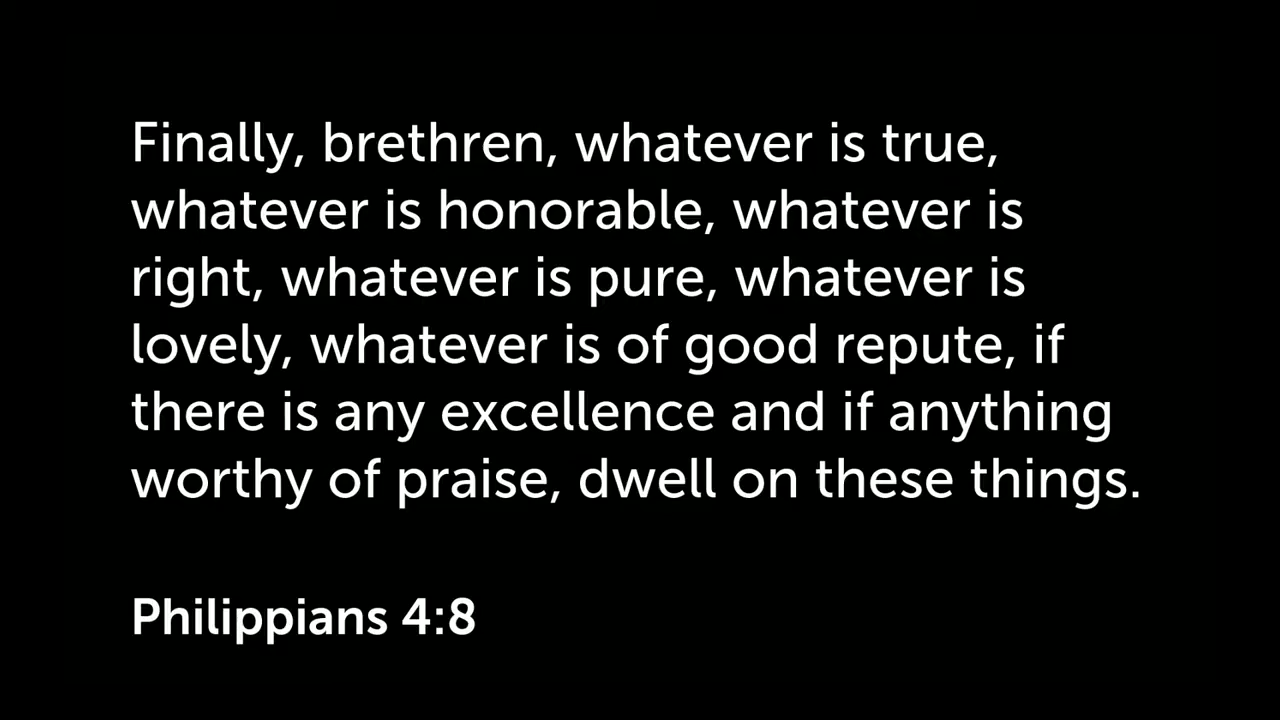 Finally, brethren, whatever is true,
whatever is honorable, whatever is
right, whatever is pure, whatever is
lovely, whatever is of good repute, if
there is any excellence and if anything
worthy of praise, dwell on these things.
Philippians 4:8